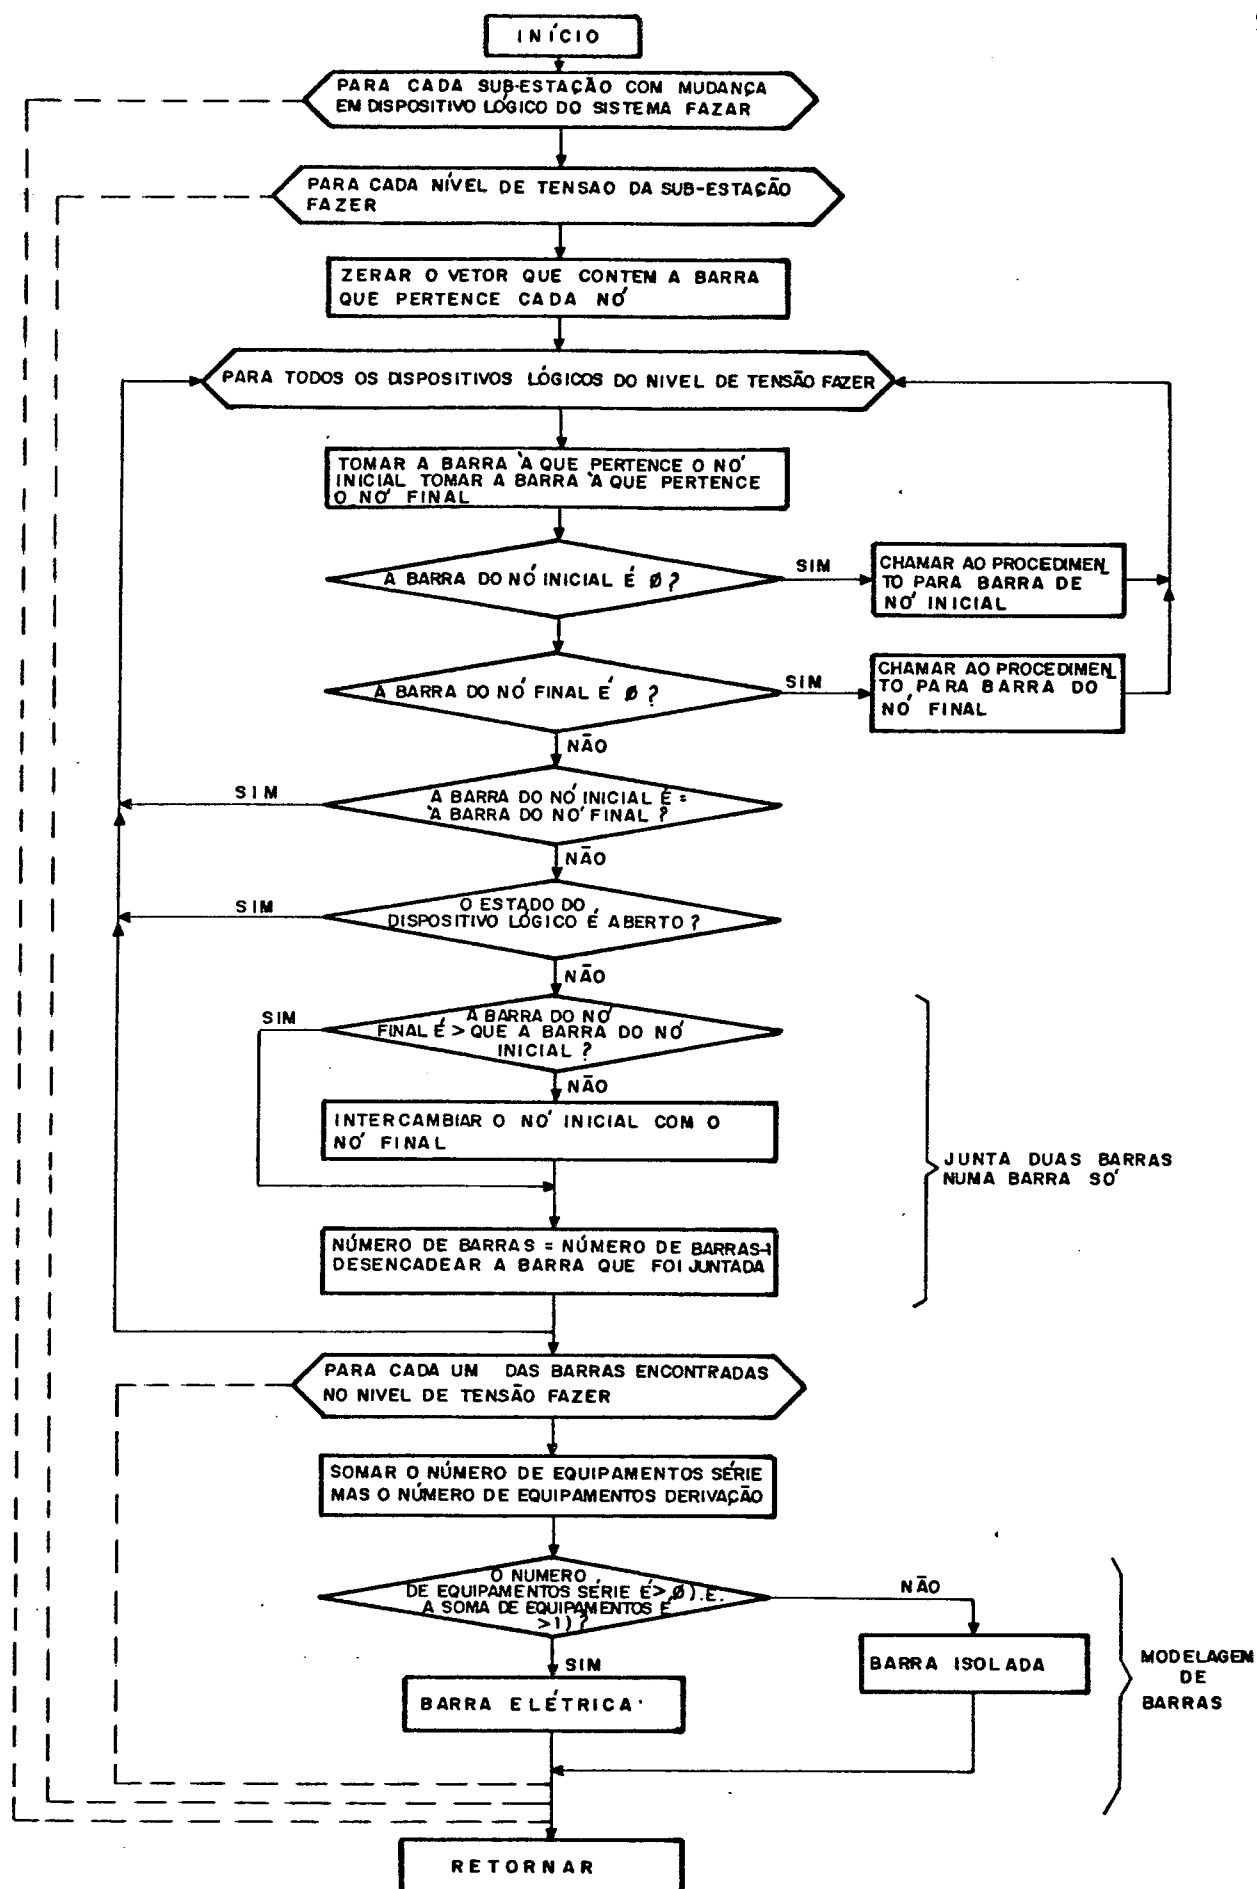 INÍCIO
PARA CADA SUB-ESTAÇÃO COM MUDANÇA
EM DISPOSITIVO LÓGICO DO SISTEMA FAZAR
PARA CADA NÍVEL DE TENSAO DA SUB-ESTAÇÃO
FAZER
ZERAR O VETOR QUE CONTEM A BARRA
QUE PERTENCE CADA NÓ
PARA TODOS OS DISPOSITIVOS LÓGICOS DO NIVEL DE TENSÃO FAZER
TOMAR A BARRA À QUE PERTENCE O NÓ
INICIAL TOMAR A BARRA À QUE PERTENCE
O NÓ FINAL
A BARRA DO NÓ INICIAL É Ø ?
SIM
CHAMAR AO PROCEDIMEN_
TO PARA BARRA DE
NÓ INICIAL
A BARRA DO NÓ FINAL É Ø ?
SIM
CHAMAR AO PROCEDIMEN_
TO PARA BARRA DO
NÓ FINAL
NÃO
SIM
A BARRA DO NÓ INICIAL É =
À BARRA DO NÓ FINAL ?
NÃO
SIM
O ESTADO DO
DISPOSITIVO LÓGICO É ABERTO ?
NÃO
SIM
A BARRA DO NÓ
FINAL É > QUE A BARRA DO NÓ
INICIAL ?
NÃO
INTERCAMBIAR O NÓ INICIAL COM O
NÓ FINAL
JUNTA DUAS BARRAS
NUMA BARRA SÓ
NÚMERO DE BARRAS = NÚMERO DE BARRAS-1
DESENCADEAR A BARRA QUE FOI JUNTADA
PARA CADA UM DAS BARRAS ENCONTRADAS
NO NIVEL DE TENSÃO FAZER
SOMAR O NÚMERO DE EQUIPAMENTOS SÉRIE
MAS O NÚMERO DE EQUIPAMENTOS DERIVAÇÃO
O NUMERO
DE EQUIPAMENTOS SÉRIE É > Ø ) .E.
A SOMA DE EQUIPAMENTOS É
>1) ?
NÃO
BARRA ISOLADA
SIM
BARRA ELÉTRICA
MODELAGEM
DE
BARRAS
RETORNAR